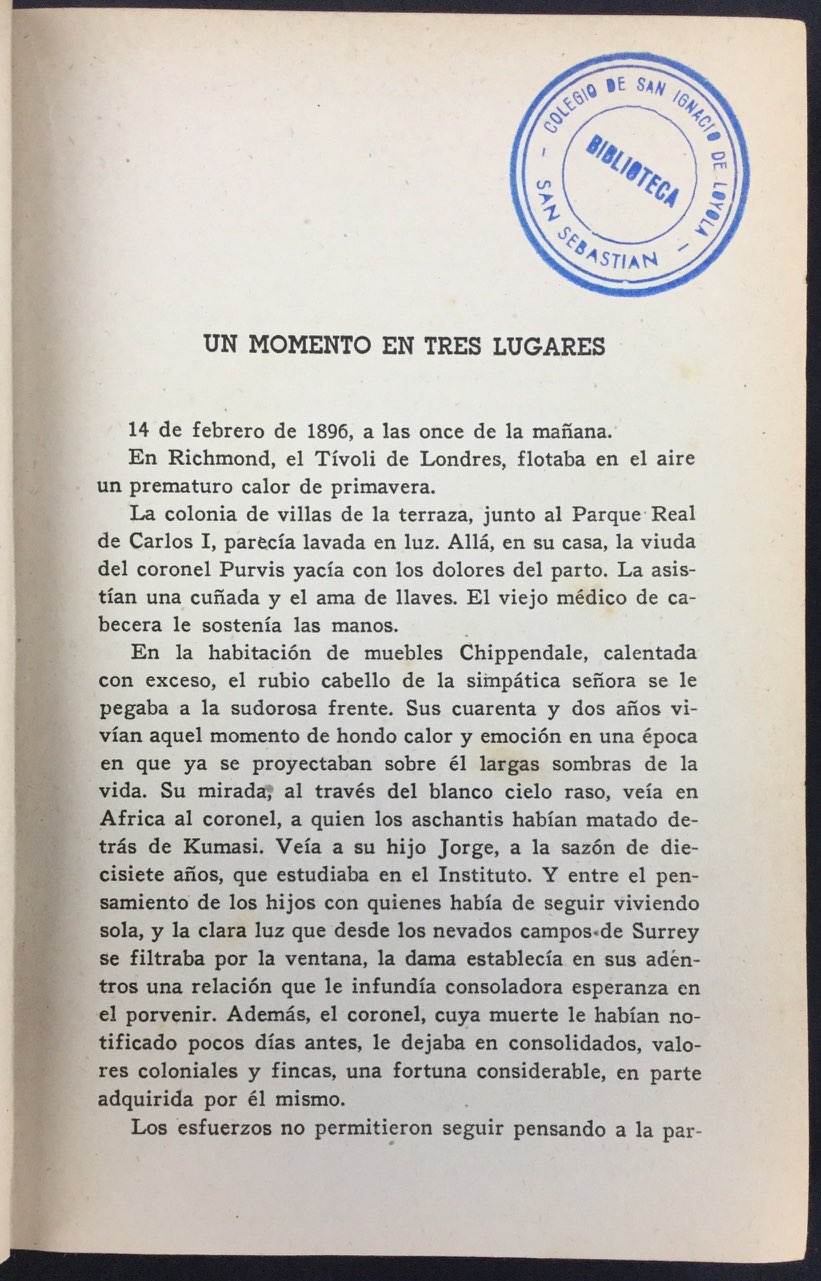 COLEGIO DE SAN IGNACIO DE LOYOLA
BIBLIOTECA
SAN SEBASTIAN
UN MOMENTO EN TRES LUGARES
14 de febrero de 1896, a las once de la mañana.
En Richmond, el Tívoli de Londres, flotaba en el aire
un prematuro calor de primavera.
La colonia de villas de la terraza, junto al Parque Real
de Carlos I, parecía lavada en luz. Allá, en su casa, la viuda
del coronel Purvis yacía con los dolores del parto. La asis-
tían una cuñada y el ama de llaves. El viejo médico de ca-
becera le sostenía las manos.
En la habitación de muebles Chippendale, calentada
con exceso, el rubio cabello de la simpática señora se le
pegaba a la sudorosa frente. Sus cuarenta y dos años vi-
vían aquel momento de hondo calor y emoción en una época
en que ya se proyectaban sobre él largas sombras de la
vida. Su mirada, al través del blanco cielo raso, veía en
Africa al coronel, a quien los aschantis habían matado de-
trás de Kumasi. Veía a su hijo Jorge, a la sazón de die-
cisiete años, que estudiaba en el Instituto. Y entre el pen-
samiento de los hijos con quienes había de seguir viviendo
sola, y la clara luz que desde los nevados campos de Surrey
se filtraba por la ventana, la dama establecía en sus adén-
tros una relación que le infundía consoladora esperanza en
el porvenir. Además, el coronel, cuya muerte le habían no-
tificado pocos días antes, le dejaba en consolidados, valo-
res coloniales y fincas, una fortuna considerable, en parte
adquirida por él mismo.
Los esfuerzos no permitieron seguir pensando a la par-